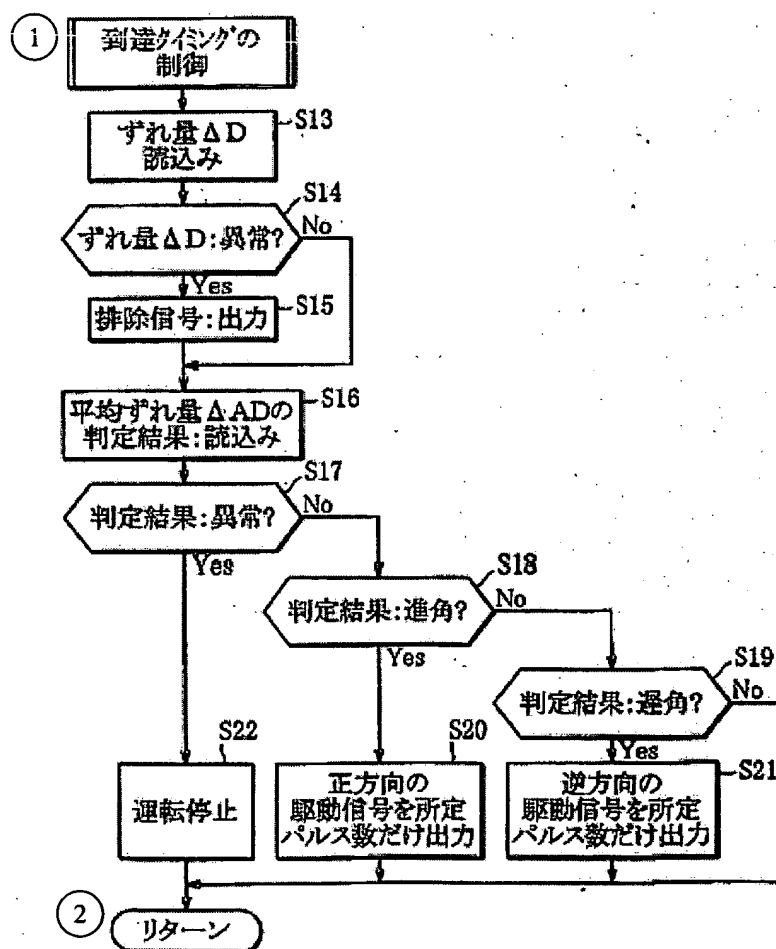 1
到達タイミングの
制御
S13
ずれ量ΔD
読込み
S14
ずれ量ΔD:異常?
No
Yes
S15
排除信号:出力
S16
平均ずれ量ΔADの
判定結果:読込み
S17
判定結果:異常?
No
Yes
S18
判定結果:進角?
No
Yes
S19
判定結果:遅角?
No
Yes
S22
運転停止
S20
正方向の
駆動信号を所定
パルス数だけ出力
S21
逆方向の
駆動信号を所定
パルス数だけ出力
2
リターン